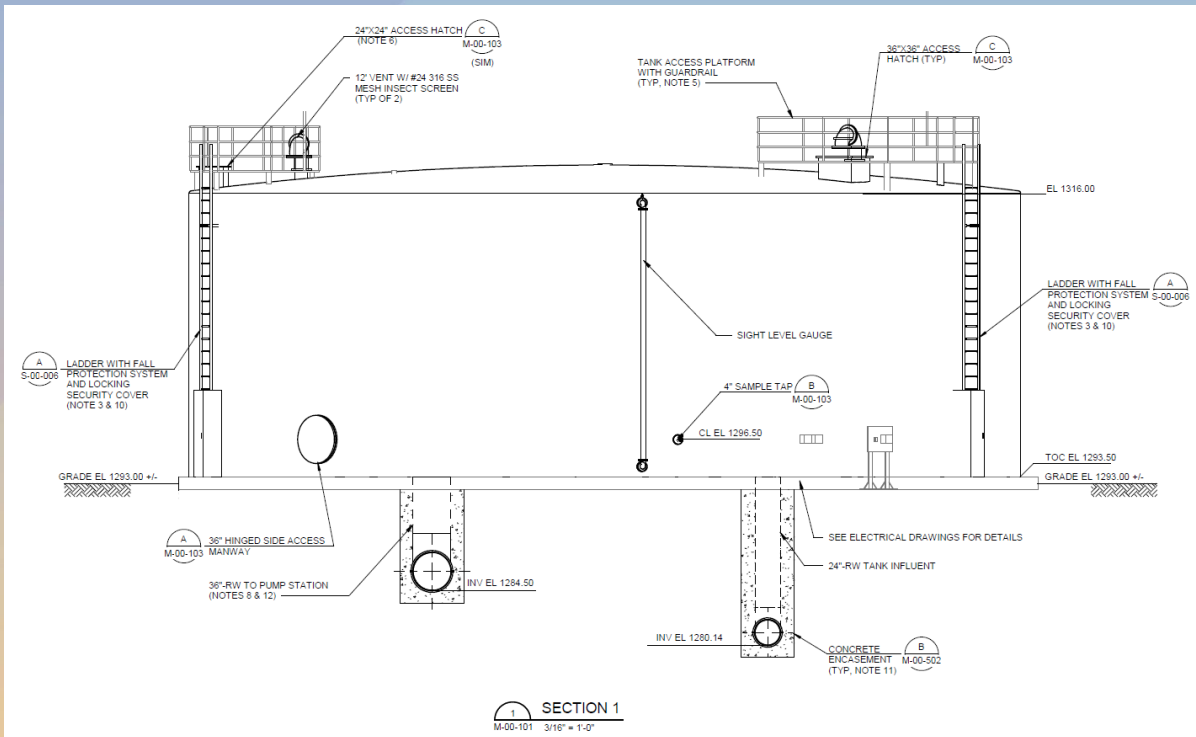 24"X24" ACCESS HATCH
(NOTE 6)
C
M-00-103
(SIM)
12' VENT W/ #24 316 SS
MESH INSECT SCREEN
(TYP OF 2)
TANK ACCESS PLATFORM
WITH GUARDRAIL
(TYP, NOTE 5)
36"X36" ACCESS
HATCH (TYP)
C
M-00-103
EL 1316.00
LADDER WITH FALL
PROTECTION SYSTEM
AND LOCKING
SECURITY COVER
(NOTES 3 & 10)
A
S-00-006
SIGHT LEVEL GAUGE
A
S-00-006
LADDER WITH FALL
PROTECTION SYSTEM
AND LOCKING
SECURITY COVER
(NOTE 3 & 10)
4" SAMPLE TAP
B
M-00-103
CL EL 1296.50
TOC EL 1293.50
GRADE EL 1293.00 +/-
GRADE EL 1293.00 +/-
A
M-00-103
36" HINGED SIDE ACCESS
MANWAY
SEE ELECTRICAL DRAWINGS FOR DETAILS
24"-RW TANK INFLUENT
36"-RW TO PUMP STATION
(NOTES 8 & 12)
INV EL 1284.50
INV EL 1280.14
CONCRETE
ENCASEMENT
(TYP, NOTE 11)
B
M-00-502
1
M-00-101
SECTION 1
3/16" = 1'-0"